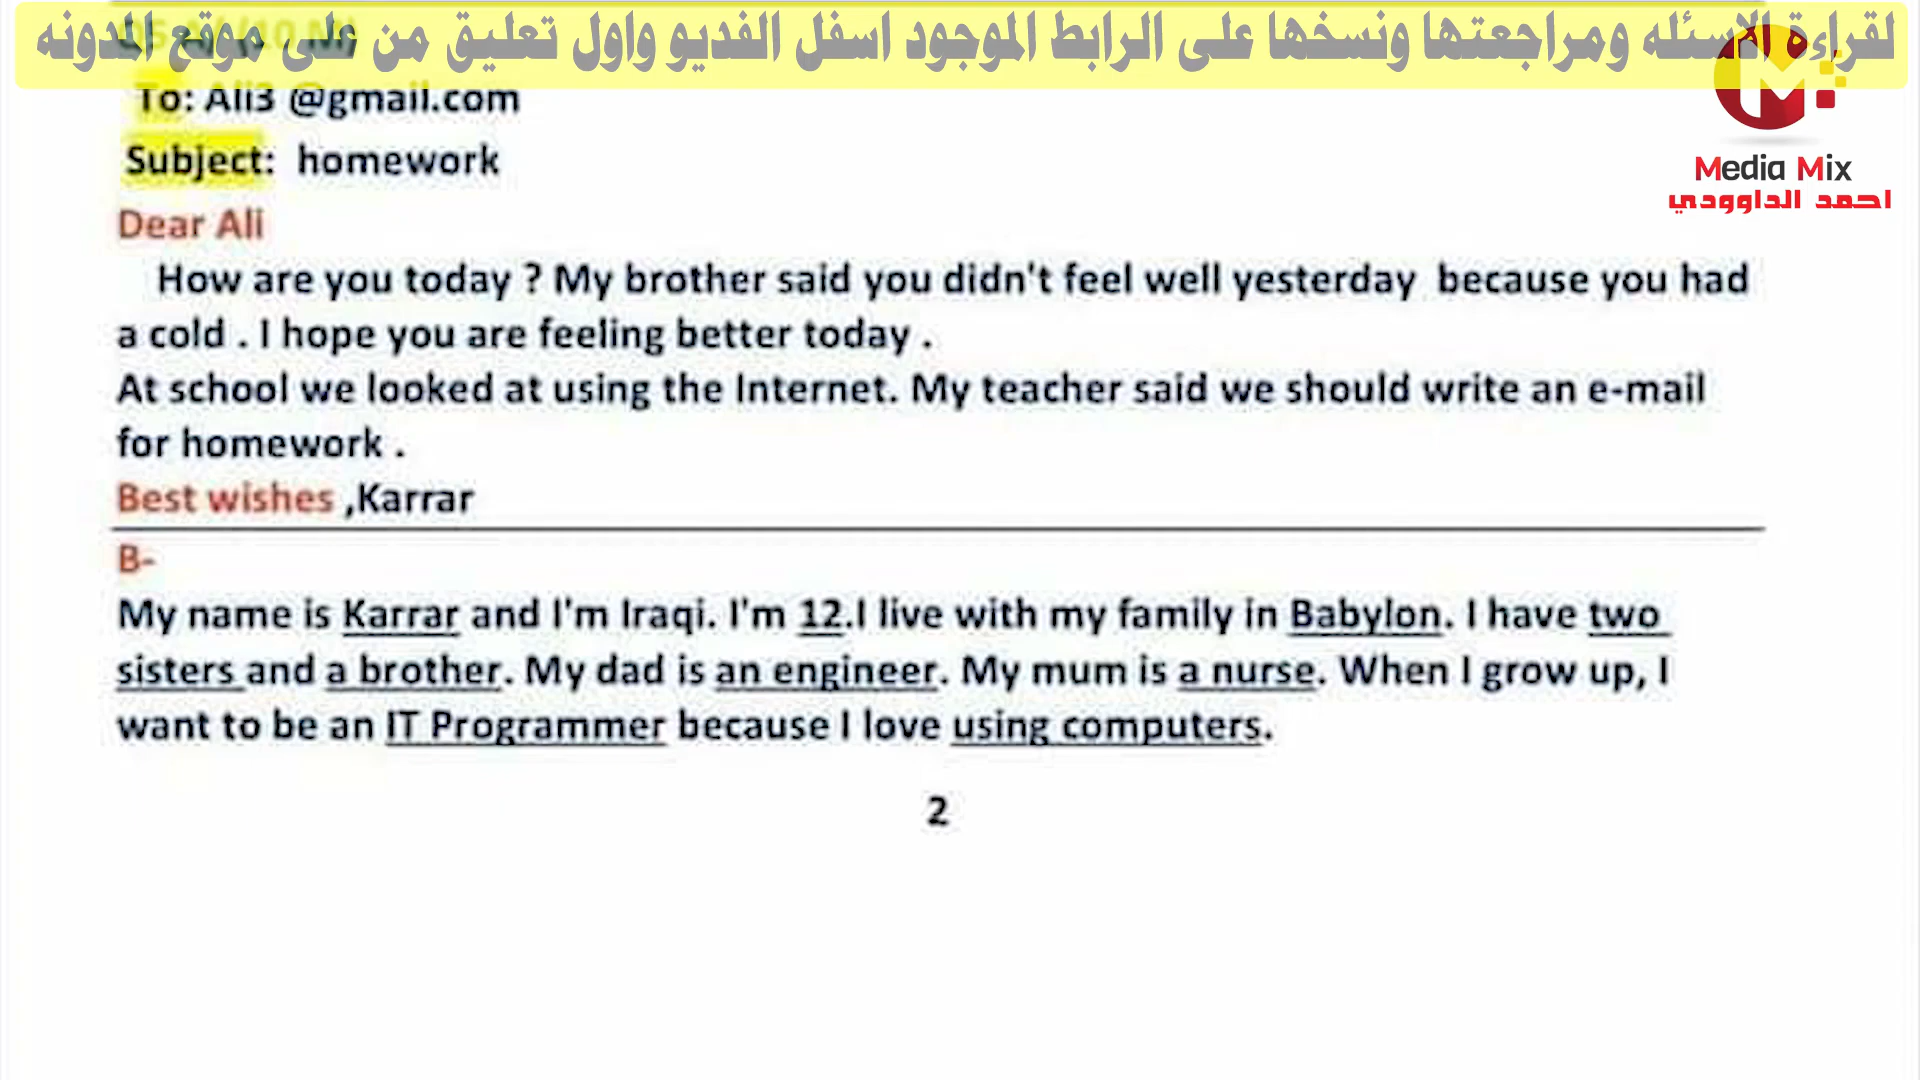 لقراءة الاسئله ومراجعتها ونسخها على الرابط الموجود اسفل الفديو واول تعليق من على موقع المدونه
To: Ali3 @gmail.com
Subject: homework
Media Mix
احمد الداوودي
Dear Ali
How are you today ? My brother said you didn't feel well yesterday because you had
a cold . I hope you are feeling better today .
At school we looked at using the Internet. My teacher said we should write an e-mail
for homework .
Best wishes ,Karrar
B-
My name is Karrar and I'm Iraqi. I'm 12.I live with my family in Babylon. I have two
sisters and a brother. My dad is an engineer. My mum is a nurse. When I grow up, I
want to be an IT Programmer because I love using computers.
2